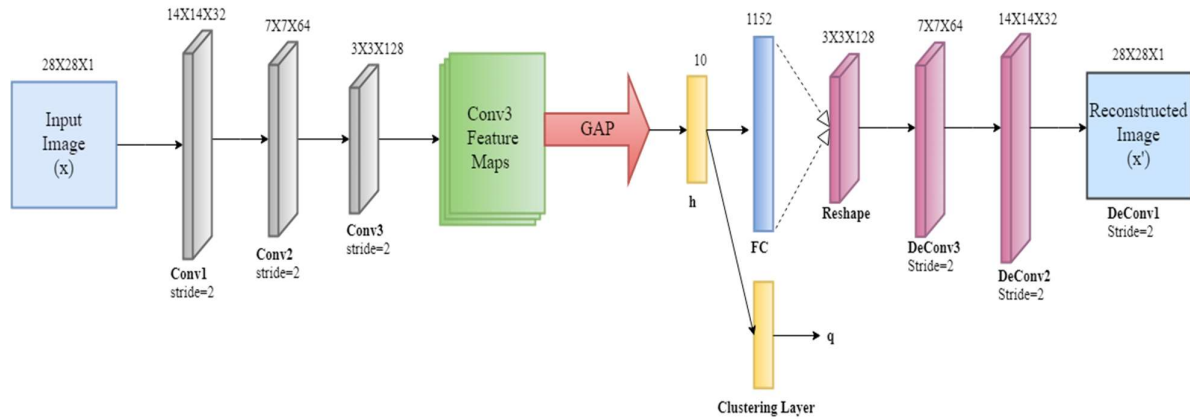 28X28X1
Input
Image
(x)
14X14X32
Conv1
stride=2
7X7X64
Conv2
stride=2
3X3X128
Conv3
stride=2
Conv3
Feature
Maps
GAP
10
h
1152
FC
Clustering Layer
q
3X3X128
Reshape
7X7X64
DeConv3
Stride=2
14X14X32
DeConv2
Stride=2
28X28X1
Reconstructed
Image
(x')
DeConv1
Stride=2